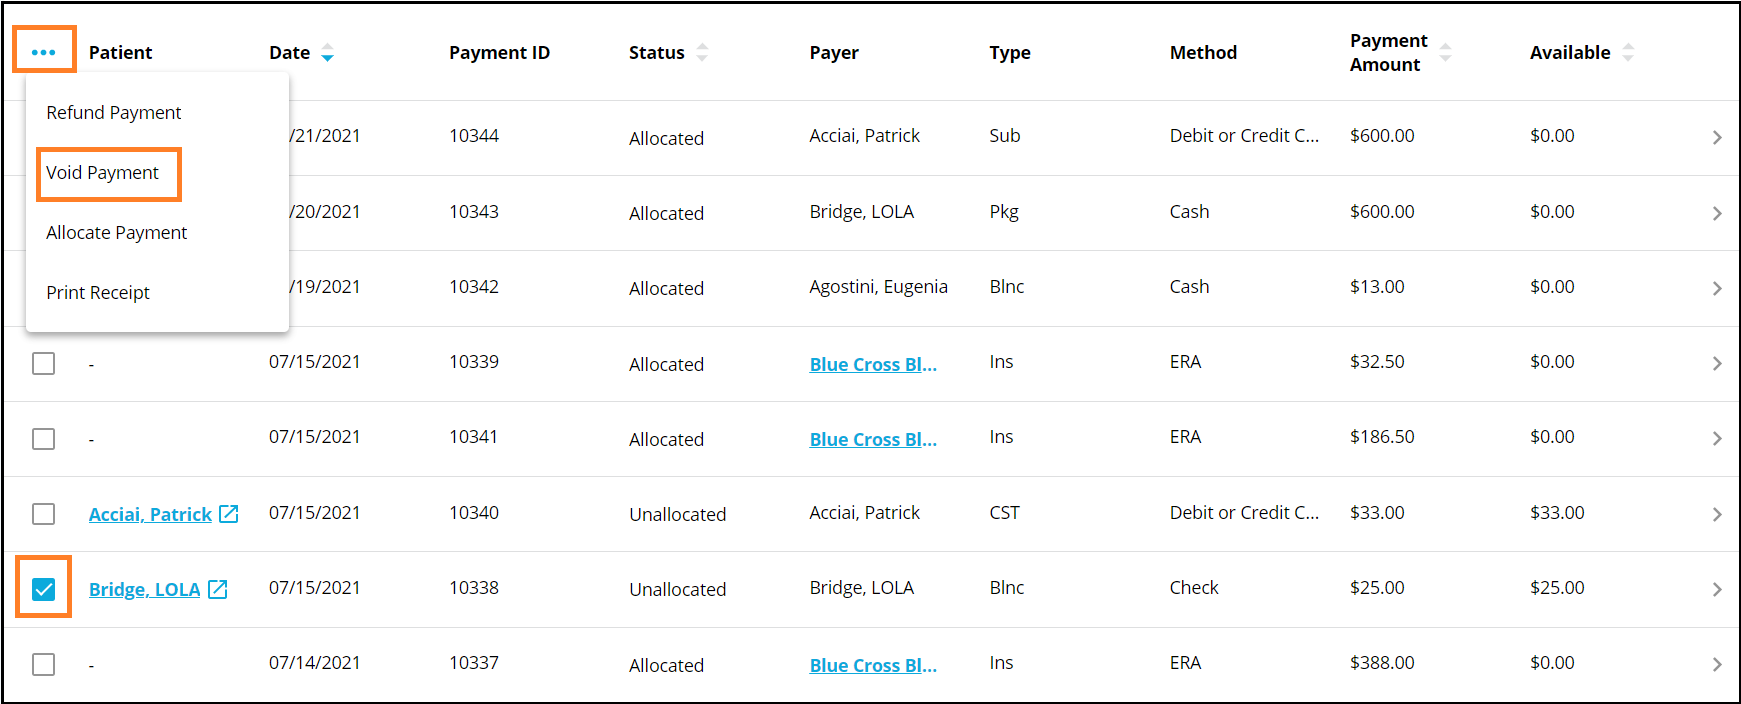 Patient Date Payment ID Status Payer Type Method Payment Amount Available
Refund Payment
/21/2021 10344 Allocated Acciai, Patrick Sub Debit or Credit C... $600.00 $0.00
Void Payment
/20/2021 10343 Allocated Bridge, LOLA Pkg Cash $600.00 $0.00
Allocate Payment
/19/2021 10342 Allocated Agostini, Eugenia Blnc Cash $13.00 $0.00
Print Receipt
- 07/15/2021 10339 Allocated Blue Cross Bl... Ins ERA $32.50 $0.00
- 07/15/2021 10341 Allocated Blue Cross Bl... Ins ERA $186.50 $0.00
Acciai, Patrick 07/15/2021 10340 Unallocated Acciai, Patrick CST Debit or Credit C... $33.00 $33.00
Bridge, LOLA 07/15/2021 10338 Unallocated Bridge, LOLA Blnc Check $25.00 $25.00
- 07/14/2021 10337 Allocated Blue Cross Bl... Ins ERA $388.00 $0.00